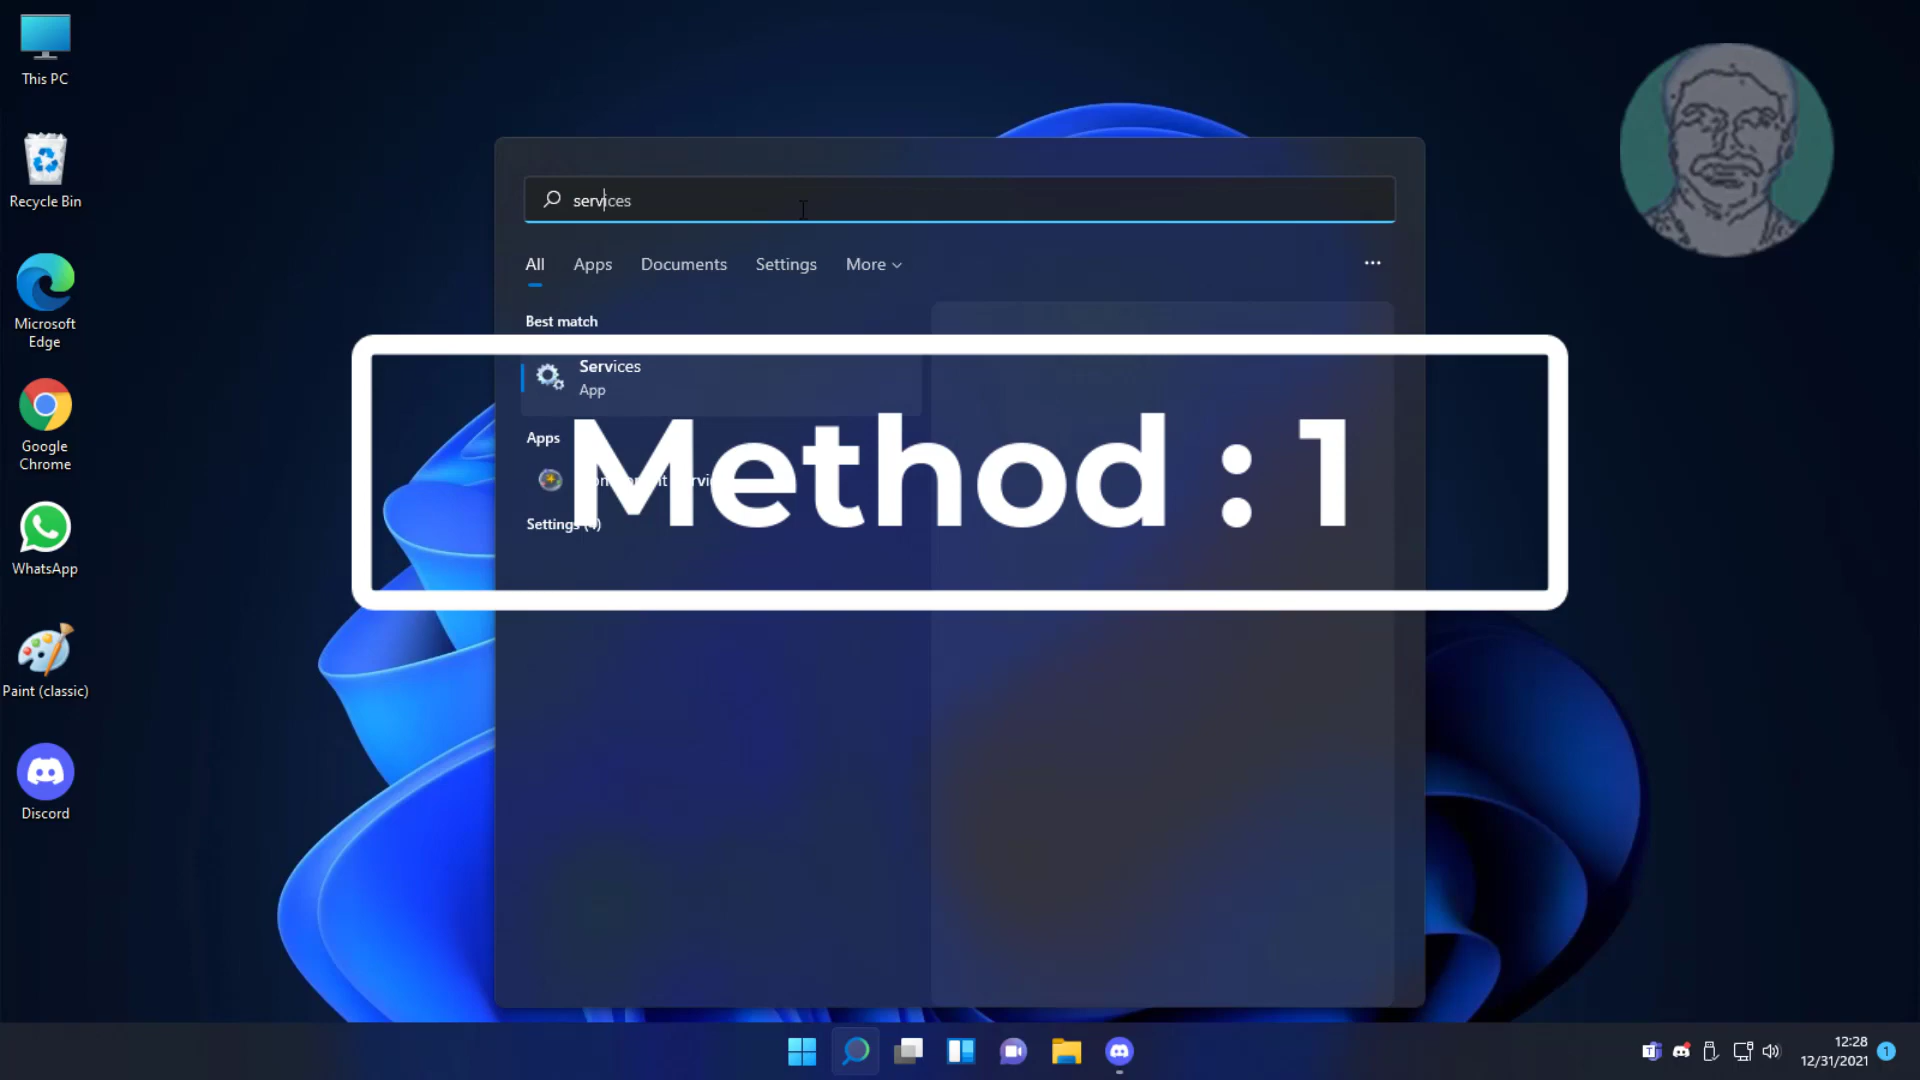 This PC
Recycle Bin
Microsoft
Edge
Google
Chrome
WhatsApp
Paint (classic)
Discord
services
All Apps Documents Settings More
Best match
Services
App
Apps
Settings
Method : 1
12:28
12/31/2021
1